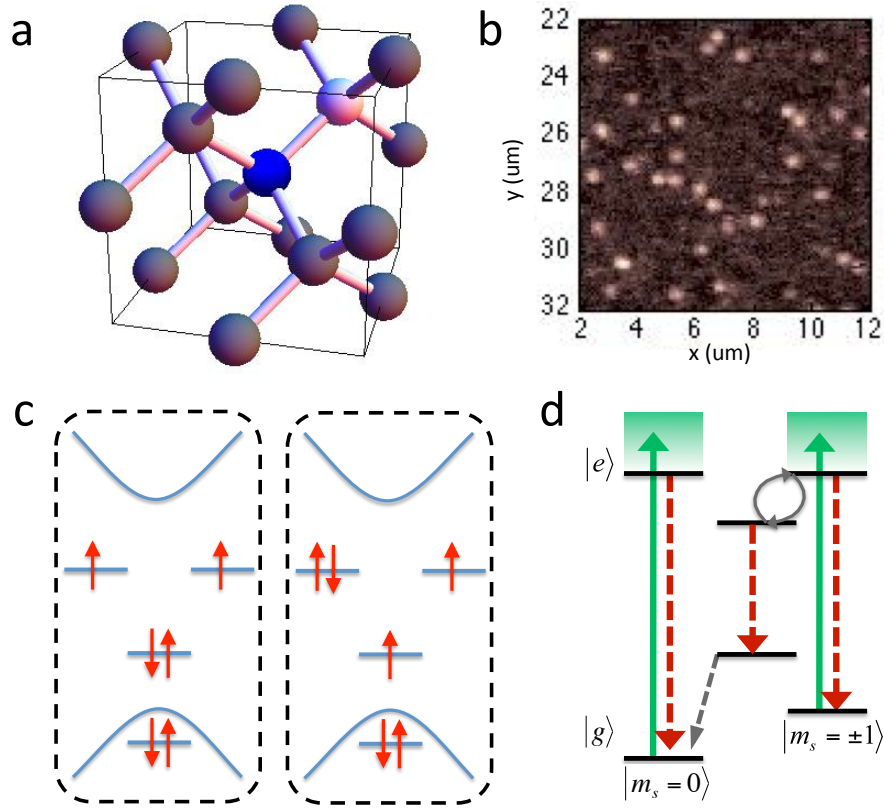 a
b
22
24
26
28
30
32
y (um)
2
4
6
8
10
12
x (um)
c
d
|e⟩
|g⟩
|m_s = 0⟩
|m_s = ±1⟩